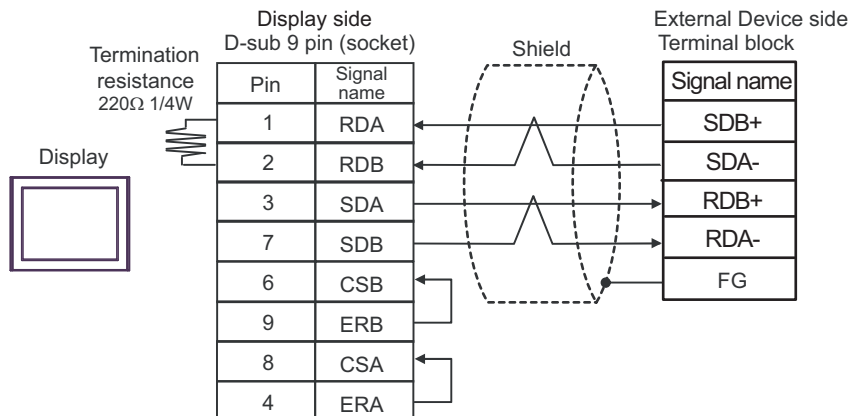 Display side
D-sub 9 pin (socket)
External Device side
Terminal block
Termination
resistance
220Ω 1/4W
Shield
Display
Pin Signal name
1 RDA
2 RDB
3 SDA
7 SDB
6 CSB
9 ERB
8 CSA
4 ERA
Signal name
SDB+
SDA-
RDB+
RDA-
FG